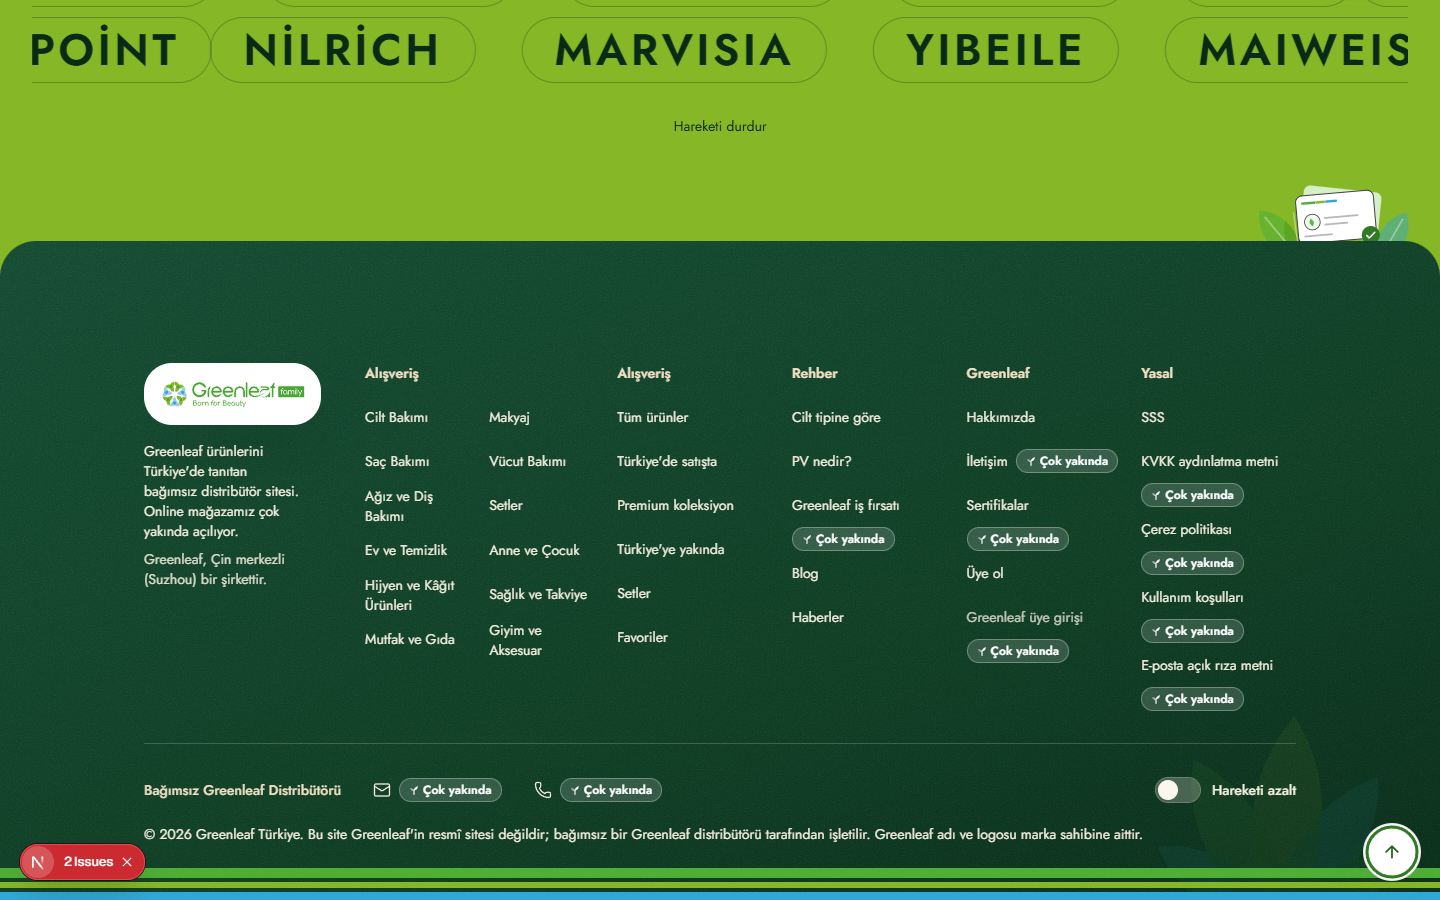 POİNT
NİLRİCH
MARVISIA
YIBEILE
MAIWEIS
Hareketi durdur
Greenleaf family
Born for Beauty
Greenleaf ürünlerini
Türkiye'de tanıtan
bağımsız distribütör sitesi.
Online mağazamız çok
yakında açılıyor.
Greenleaf, Çin merkezli
(Suzhou) bir şirkettir.
Alışveriş
Cilt Bakımı
Saç Bakımı
Ağız ve Diş
Bakımı
Ev ve Temizlik
Hijyen ve Kâğıt
Ürünleri
Mutfak ve Gıda
Makyaj
Vücut Bakımı
Setler
Anne ve Çocuk
Sağlık ve Takviye
Giyim ve
Aksesuar
Alışveriş
Tüm ürünler
Türkiye'de satışta
Premium koleksiyon
Türkiye'ye yakında
Setler
Favoriler
Rehber
Cilt tipine göre
PV nedir?
Greenleaf iş fırsatı
Çok yakında
Blog
Haberler
Greenleaf
Hakkımızda
İletişim Çok yakında
Sertifikalar
Çok yakında
Üye ol
Greenleaf üye girişi
Çok yakında
Yasal
SSS
KVKK aydınlatma metni
Çok yakında
Çerez politikası
Çok yakında
Kullanım koşulları
Çok yakında
E-posta açık rıza metni
Çok yakında
Bağımsız Greenleaf Distribütörü
Çok yakında
Çok yakında
Hareketi azalt
© 2026 Greenleaf Türkiye. Bu site Greenleaf'in resmî sitesi değildir; bağımsız bir Greenleaf distribütörü tarafından işletilir. Greenleaf adı ve logosu marka sahibine aittir.
N 2 Issues